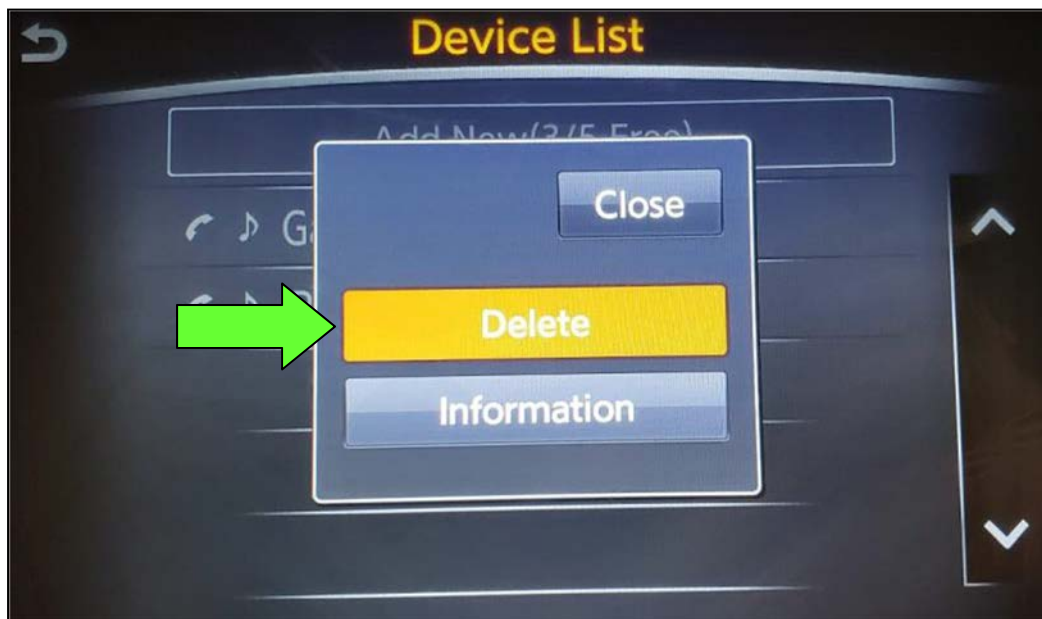 Device List
Add New(3/5 Free)
Close
Delete
Information